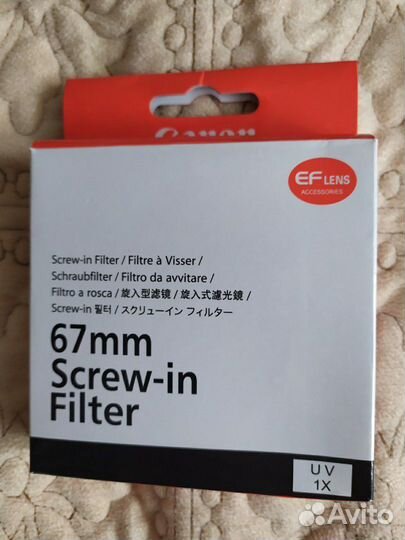 Canon
EF LENS
ACCESSORIES
Screw-in Filter / Filtre à Visser /
Schraubfilter / Filtro da avvitare /
Filtro a rosca / 旋入型滤镜 / 旋入式濾光鏡 /
Screw-in 필터 / スクリューイン フィルター
67mm
Screw-in
Filter
UV
1X
Avito